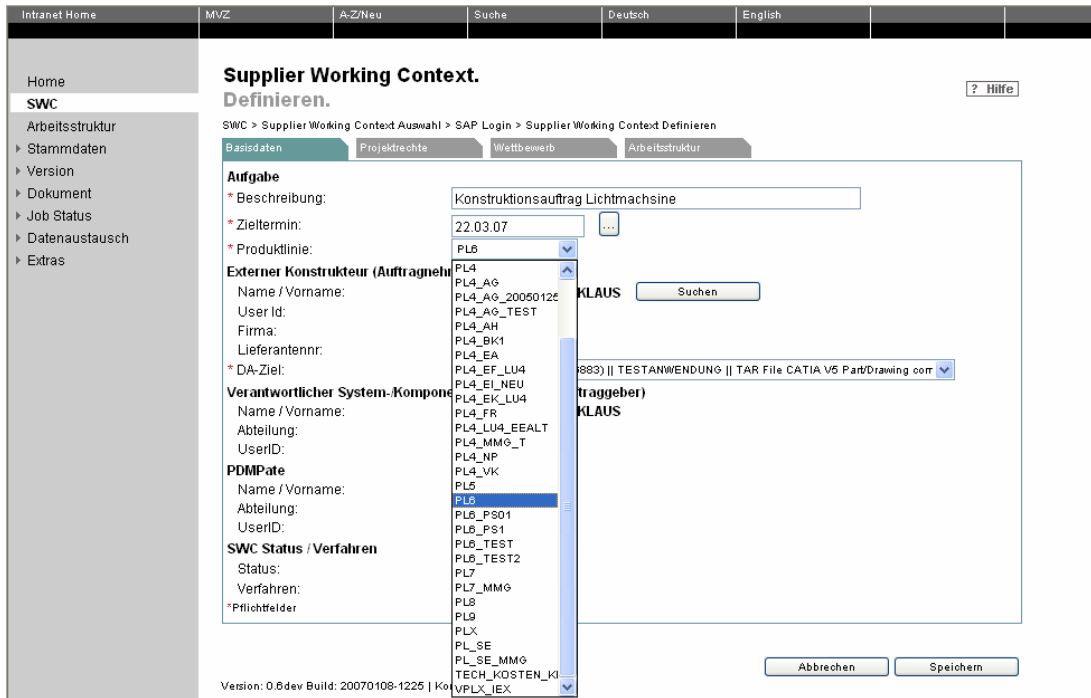 Intranet Home MVZ A-Z/Neu Suche Deutsch English
Home
SWC
Arbeitsstruktur
Stammdaten
Version
Dokument
Job Status
Datenaustausch
Extras
Supplier Working Context.
Definieren.
? Hilfe
SWC > Supplier Working Context Auswahl > SAP Login > Supplier Working Context Definieren
Basisdaten Projektrechte Wettbewerb Arbeitsstruktur
Aufgabe
* Beschreibung: Konstruktionsauftrag Lichtmachsine
* Zieltermin: 22.03.07 ...
* Produktlinie: PL6
Externer Konstrukteur (Auftragnehr
Name / Vorname: KLAUS Suchen
User Id:
Firma:
Lieferantennr:
* DA-Ziel: 883) || TESTANWENDUNG || TAR File CATIA V5 Part/Drawing com
Verantwortlicher System-/Kompone traggeber)
Name / Vorname: KLAUS
Abteilung:
UserID:
PDMPate
Name / Vorname:
Abteilung:
UserID:
SWC Status / Verfahren
Status:
Verfahren:
*Pflichtfelder
PL4
PL4_AG
PL4_AG_20050125
PL4_AG_TEST
PL4_AH
PL4_BK1
PL4_EA
PL4_EF_LU4
PL4_EI_NEU
PL4_EK_LU4
PL4_FR
PL4_LU4_EEALT
PL4_MMG_T
PL4_NP
PL4_VK
PL5
PL6
PL6_PS01
PL6_PS1
PL6_TEST
PL6_TEST2
PL7
PL7_MMG
PL8
PL9
PLX
PL_SE
PL_SE_MMG
TECH_KOSTEN_KI
VPLX_IEX
Abbrechen Speichern
Version: 0.6dev Build: 20070108-1225 | Ko